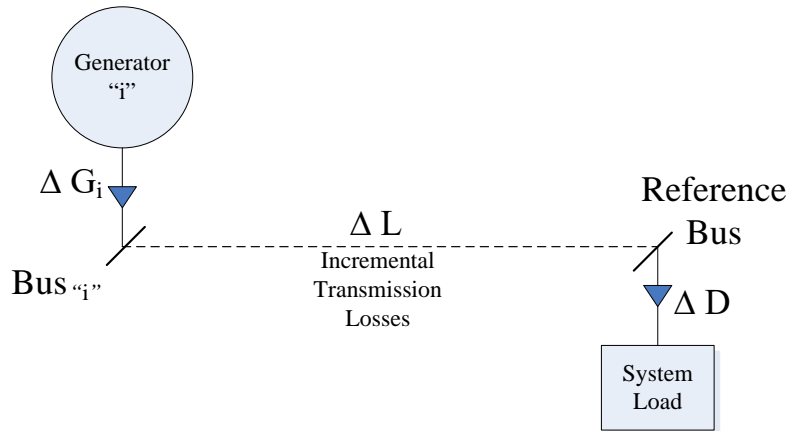 Generator
“i”
Δ Gi
Bus “i”
Δ L
Incremental
Transmission
Losses
Reference
Bus
Δ D
System
Load